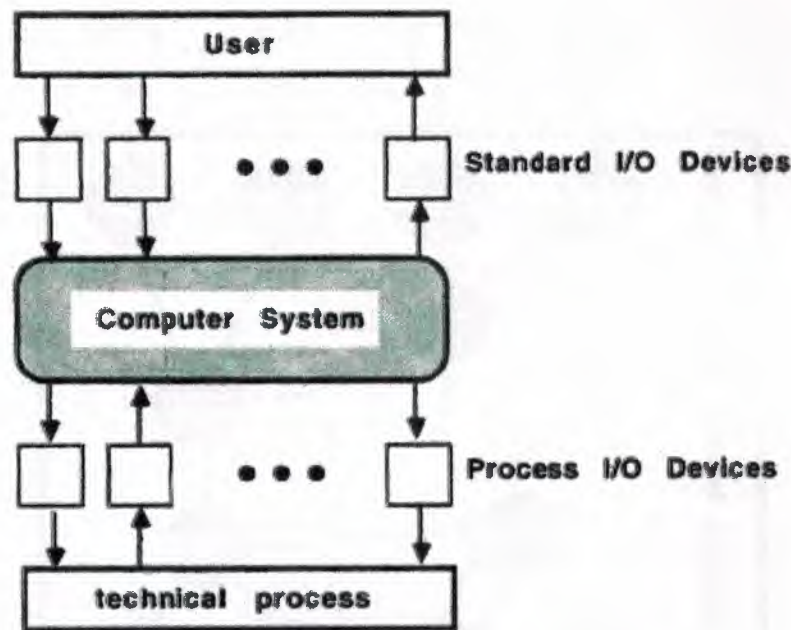 User
Standard I/O Devices
Computer System
Process I/O Devices
technical process